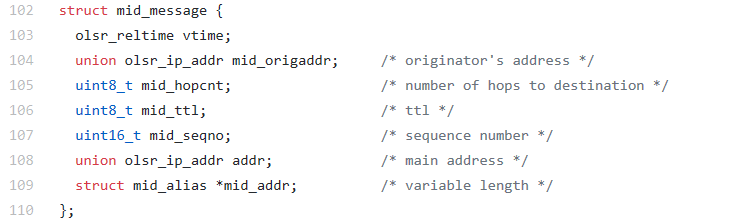 102 struct mid_message {
103   olsr_reltime vtime;
104   union olsr_ip_addr mid_origaddr;     /* originator's address */
105   uint8_t mid_hopcnt;                  /* number of hops to destination */
106   uint8_t mid_ttl;                     /* ttl */
107   uint16_t mid_seqno;                  /* sequence number */
108   union olsr_ip_addr addr;             /* main address */
109   struct mid_alias *mid_addr;          /* variable length */
110 };